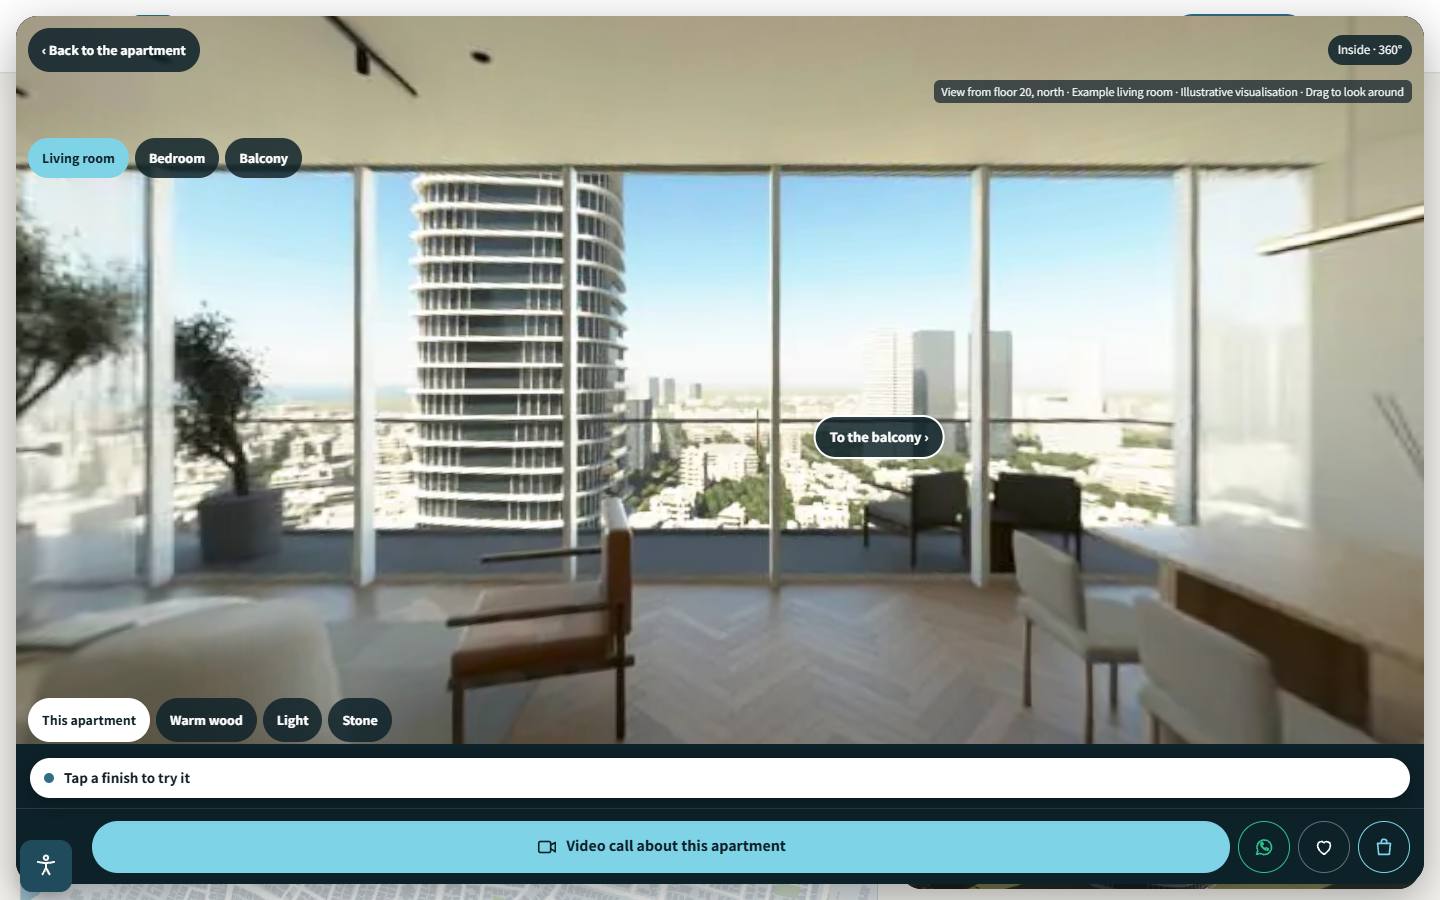 ‹ Back to the apartment
Inside · 360°
View from floor 20, north · Example living room · Illustrative visualisation · Drag to look around
Living room
Bedroom
Balcony
To the balcony ›
This apartment
Warm wood
Light
Stone
Tap a finish to try it
Video call about this apartment